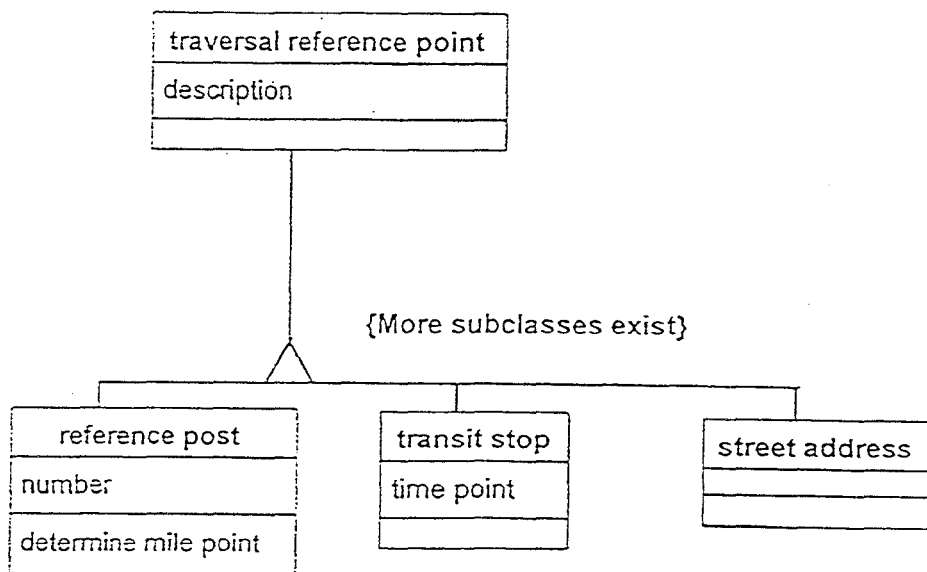 traversal reference point
description
{More subclasses exist}
reference post
number
determine mile point
transit stop
time point
street address